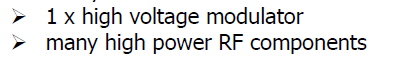 ➢ 1 x high voltage modulator
➢ many high power RF components